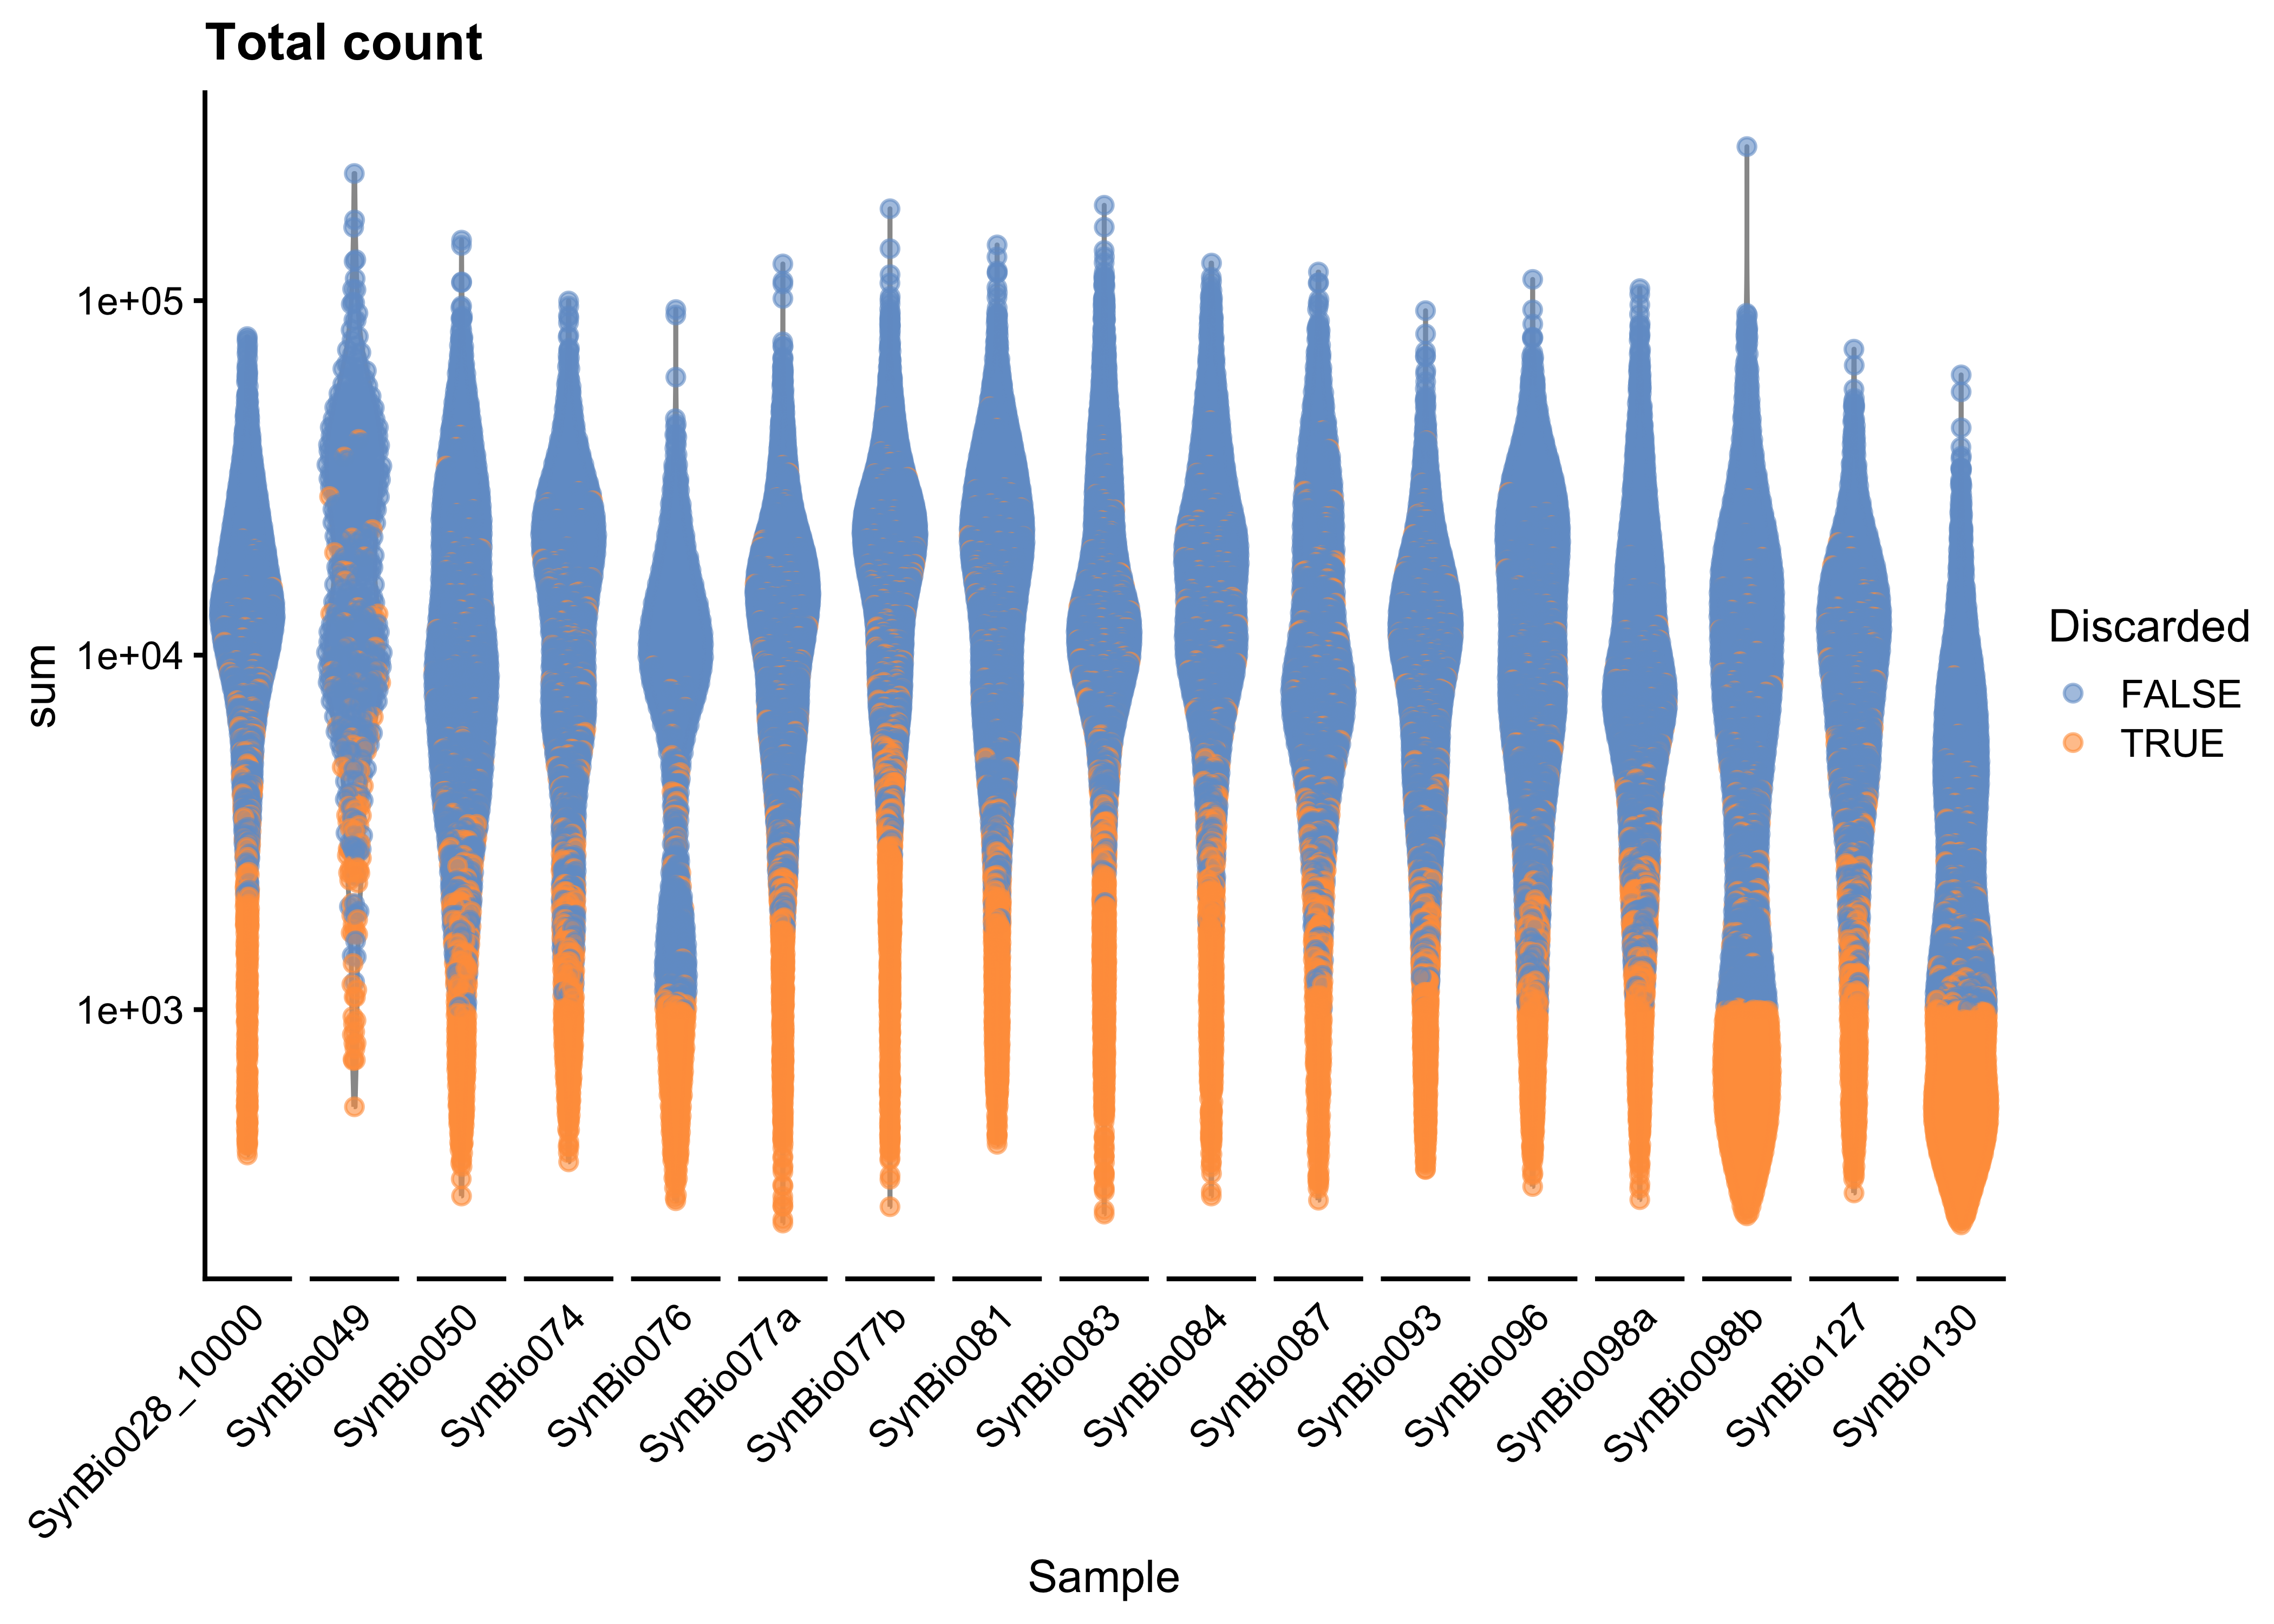 Total count
1e+05
1e+04
1e+03
sum
SynBio028_10000
SynBio049
SynBio050
SynBio074
SynBio076
SynBio077a
SynBio077b
SynBio081
SynBio083
SynBio084
SynBio087
SynBio093
SynBio096
SynBio098a
SynBio098b
SynBio127
SynBio130
Sample
Discarded
FALSE
TRUE